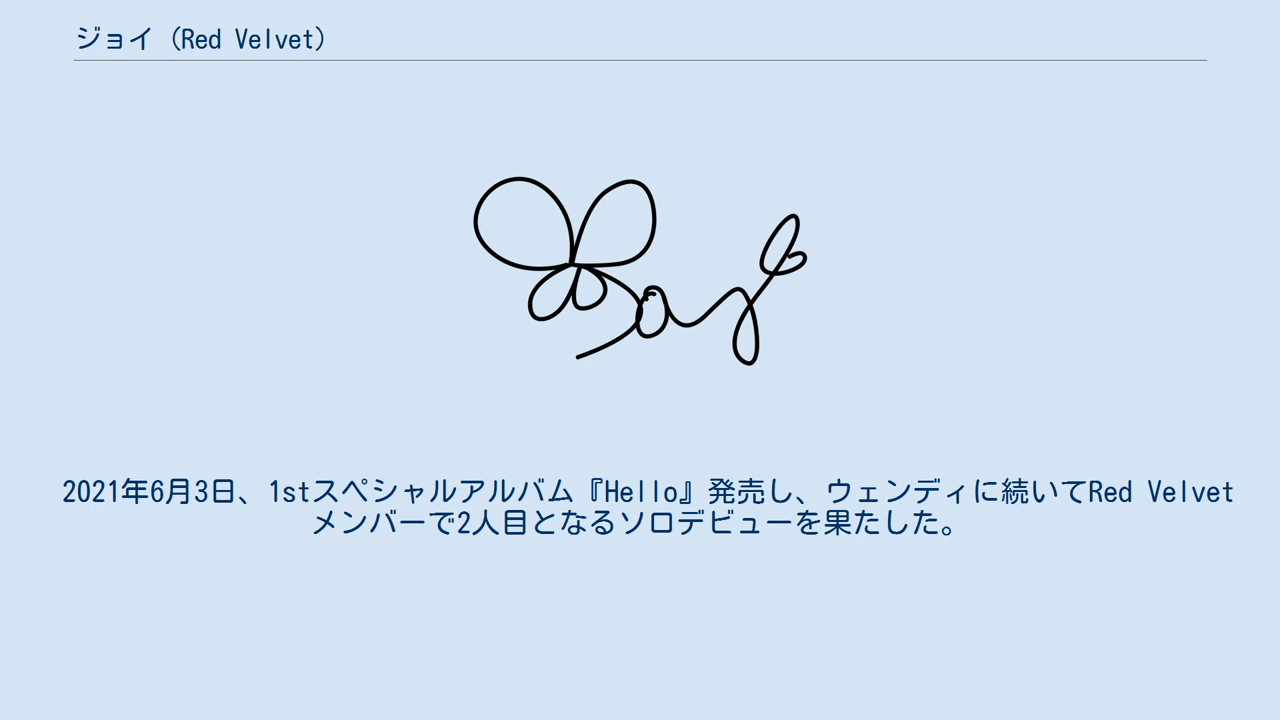 ジョイ（Red Velvet）
2021年6月3日、1stスペシャルアルバム『Hello』発売し、ウェンディに続いてRed Velvet
メンバーで2人目となるソロデビューを果たした。